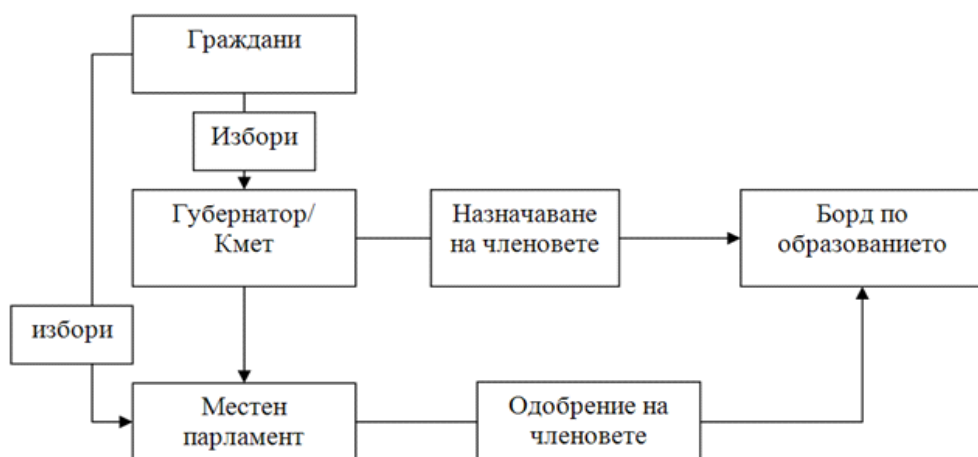 Граждани
Избори
Губернатор/
Кмет
Назначаване
на членовете
Борд по
образованието
избори
Местен
парламент
Одобрение на
членовете